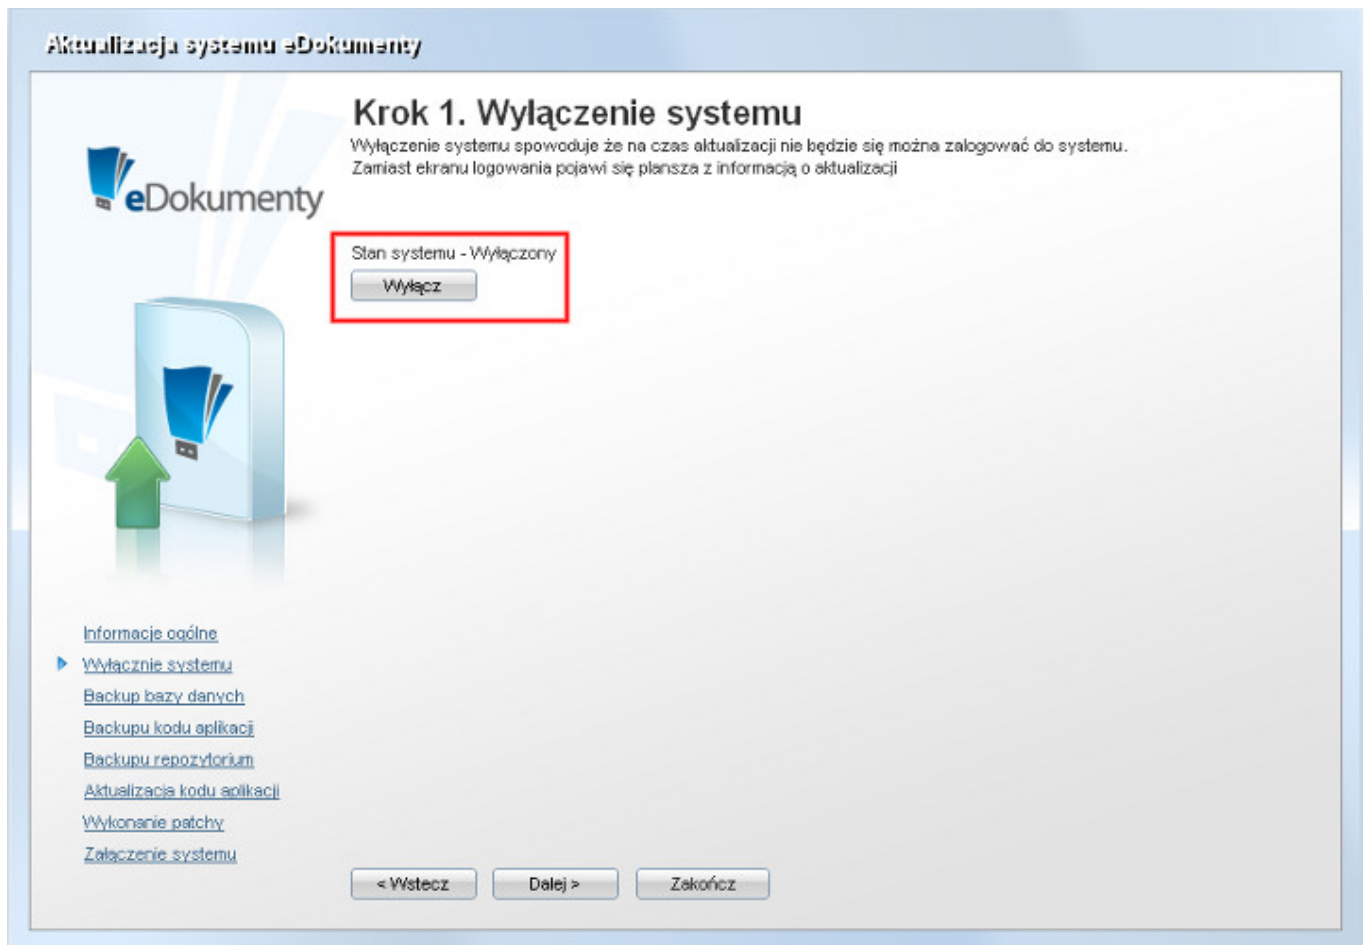 Aktualizacja systemu eDokumenty
Krok 1. Wyłączenie systemu
Wyłączenie systemu spowoduje że na czas aktualizacji nie będzie się można zalogować do systemu.
Zamiast ekranu logowania pojawi się plansza z informacją o aktualizacji
eDokumenty
Stan systemu - Wyłączony
Wyłącz
Informacje ogólne
Wyłącznie systemu
Backup bazy danych
Backupu kodu aplikacji
Backupu repozytorium
Aktualizacja kodu aplikacji
Wykonanie patchy
Załączenie systemu
< Wstecz Dalej > Zakończ